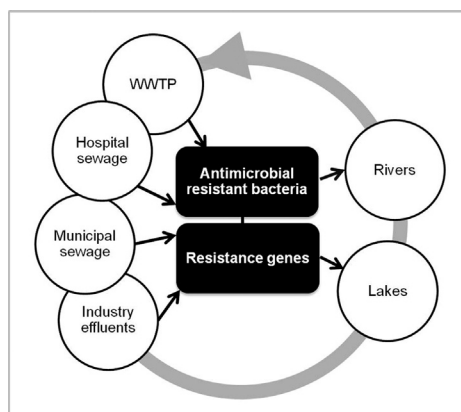 WWTP
Hospital
sewage
Municipal
sewage
Industry
effluents
Antimicrobial
resistant bacteria
Resistance genes
Rivers
Lakes